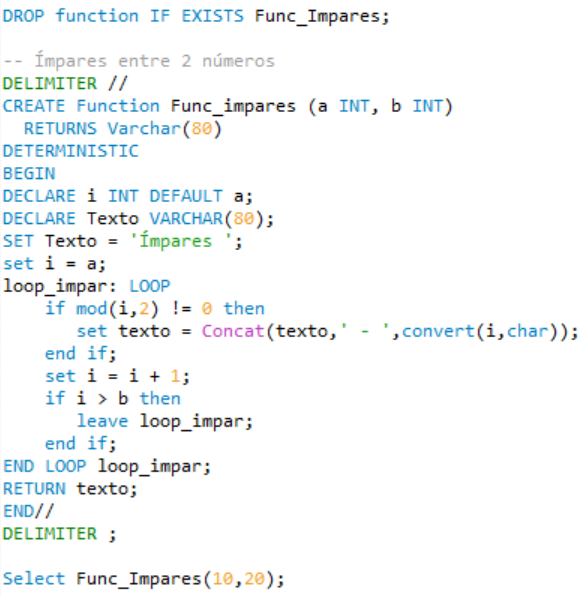 DROP function IF EXISTS Func_Impares;
-- Ímpares entre 2 números
DELIMITER //
CREATE Function Func_impares (a INT, b INT)
RETURNS Varchar(80)
DETERMINISTIC
BEGIN
DECLARE i INT DEFAULT a;
DECLARE Texto VARCHAR(80);
SET Texto = 'Ímpares ';
set i = a;
loop_impar: LOOP
if mod(i,2) != 0 then
set texto = Concat(texto,' - ',convert(i,char));
end if;
set i = i + 1;
if i > b then
leave loop_impar;
end if;
END LOOP loop_impar;
RETURN texto;
END//
DELIMITER ;
Select Func_Impares(10,20);